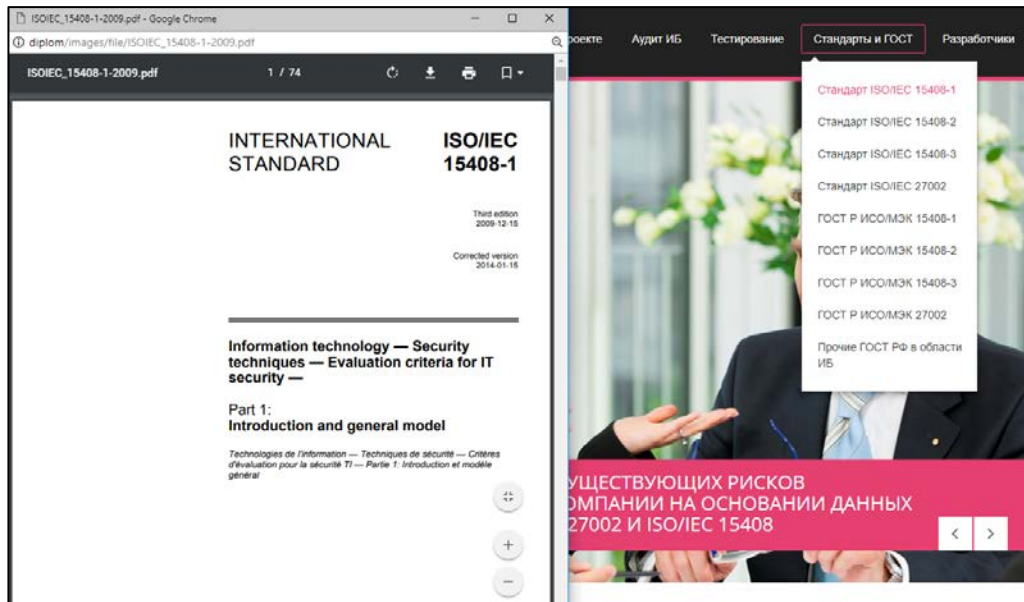 ISOIEC_15408-1-2009.pdf - Google Chrome
diplom/images/file/ISOIEC_15408-1-2009.pdf
ISOIEC_15408-1-2009.pdf 1 / 74
INTERNATIONAL
STANDARD
ISO/IEC
15408-1
Third edition
2009-12-15
Corrected version
2014-01-15
Information technology — Security
techniques — Evaluation criteria for IT
security —
Part 1:
Introduction and general model
Technologies de l'information — Techniques de sécurité — Critères
d'évaluation pour la sécurité TI — Partie 1: Introduction et modèle
général
роекте Аудит ИБ Тестирование Стандарты и ГОСТ Разработчики
Стандарт ISO/IEC 15408-1
Стандарт ISO/IEC 15408-2
Стандарт ISO/IEC 15408-3
Стандарт ISO/IEC 27002
ГОСТ Р ИСО/МЭК 15408-1
ГОСТ Р ИСО/МЭК 15408-2
ГОСТ Р ИСО/МЭК 15408-3
ГОСТ Р ИСО/МЭК 27002
Прочие ГОСТ РФ в области
ИБ
УЩЕСТВУЮЩИХ РИСКОВ
ОМПАНИИ НА ОСНОВАНИИ ДАННЫХ
27002 И ISO/IEC 15408